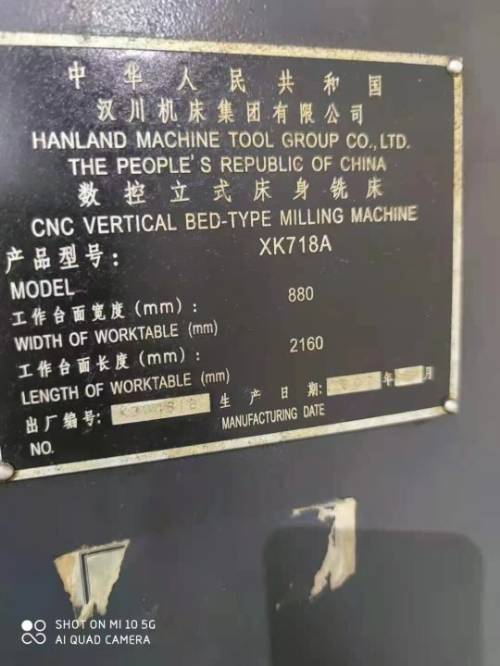 中华人民共和国
汉川机床集团有限公司
HANLAND MACHINE TOOL GROUP CO.,LTD.
THE PEOPLE'S REPUBLIC OF CHINA
数控立式床身铣床
CNC VERTICAL BED-TYPE MILLING MACHINE
产品型号: XK718A
MODEL
工作台面宽度(mm): 880
WIDTH OF WORKTABLE (mm)
工作台面长度(mm): 2160
LENGTH OF WORKTABLE (mm)
出厂编号: 生产日期: 年 月
NO. MANUFACTURING DATE
SHOT ON MI 10 5G
AI QUAD CAMERA